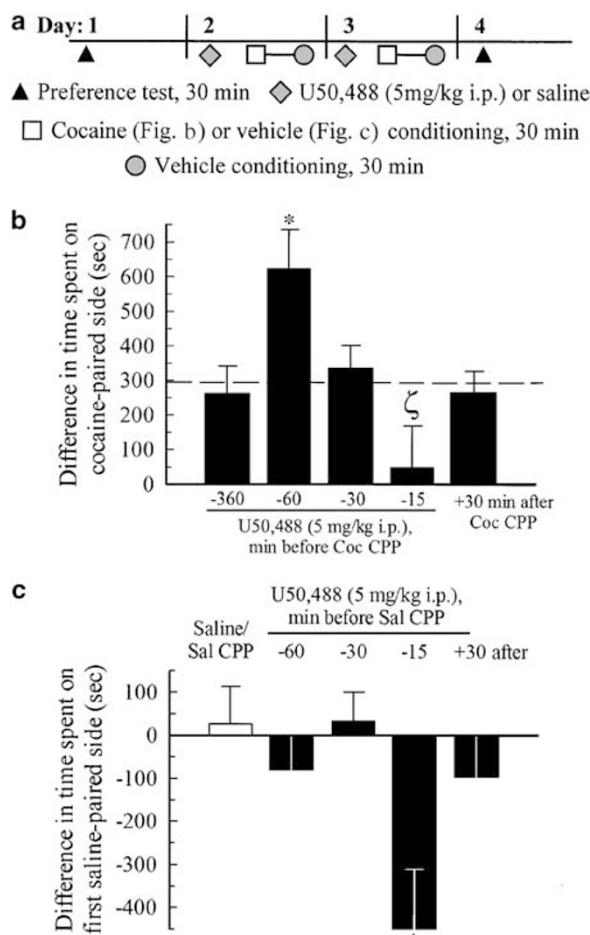 a Day: 1 2 3 4
▲ Preference test, 30 min ◆ U50,488 (5mg/kg i.p.) or saline
□ Cocaine (Fig. b) or vehicle (Fig. c) conditioning, 30 min
● Vehicle conditioning, 30 min
b
Difference in time spent on
cocaine-paired side (sec)
700
600
500
400
300
200
100
0
*
ζ
-360 -60 -30 -15 +30 min after
Coc CPP
U50,488 (5 mg/kg i.p.),
min before Coc CPP
c
U50,488 (5 mg/kg i.p.),
min before Sal CPP
Saline/
Sal CPP
-60 -30 -15 +30 after
Difference in time spent on
first saline-paired side (sec)
100
0
-100
-200
-300
-400